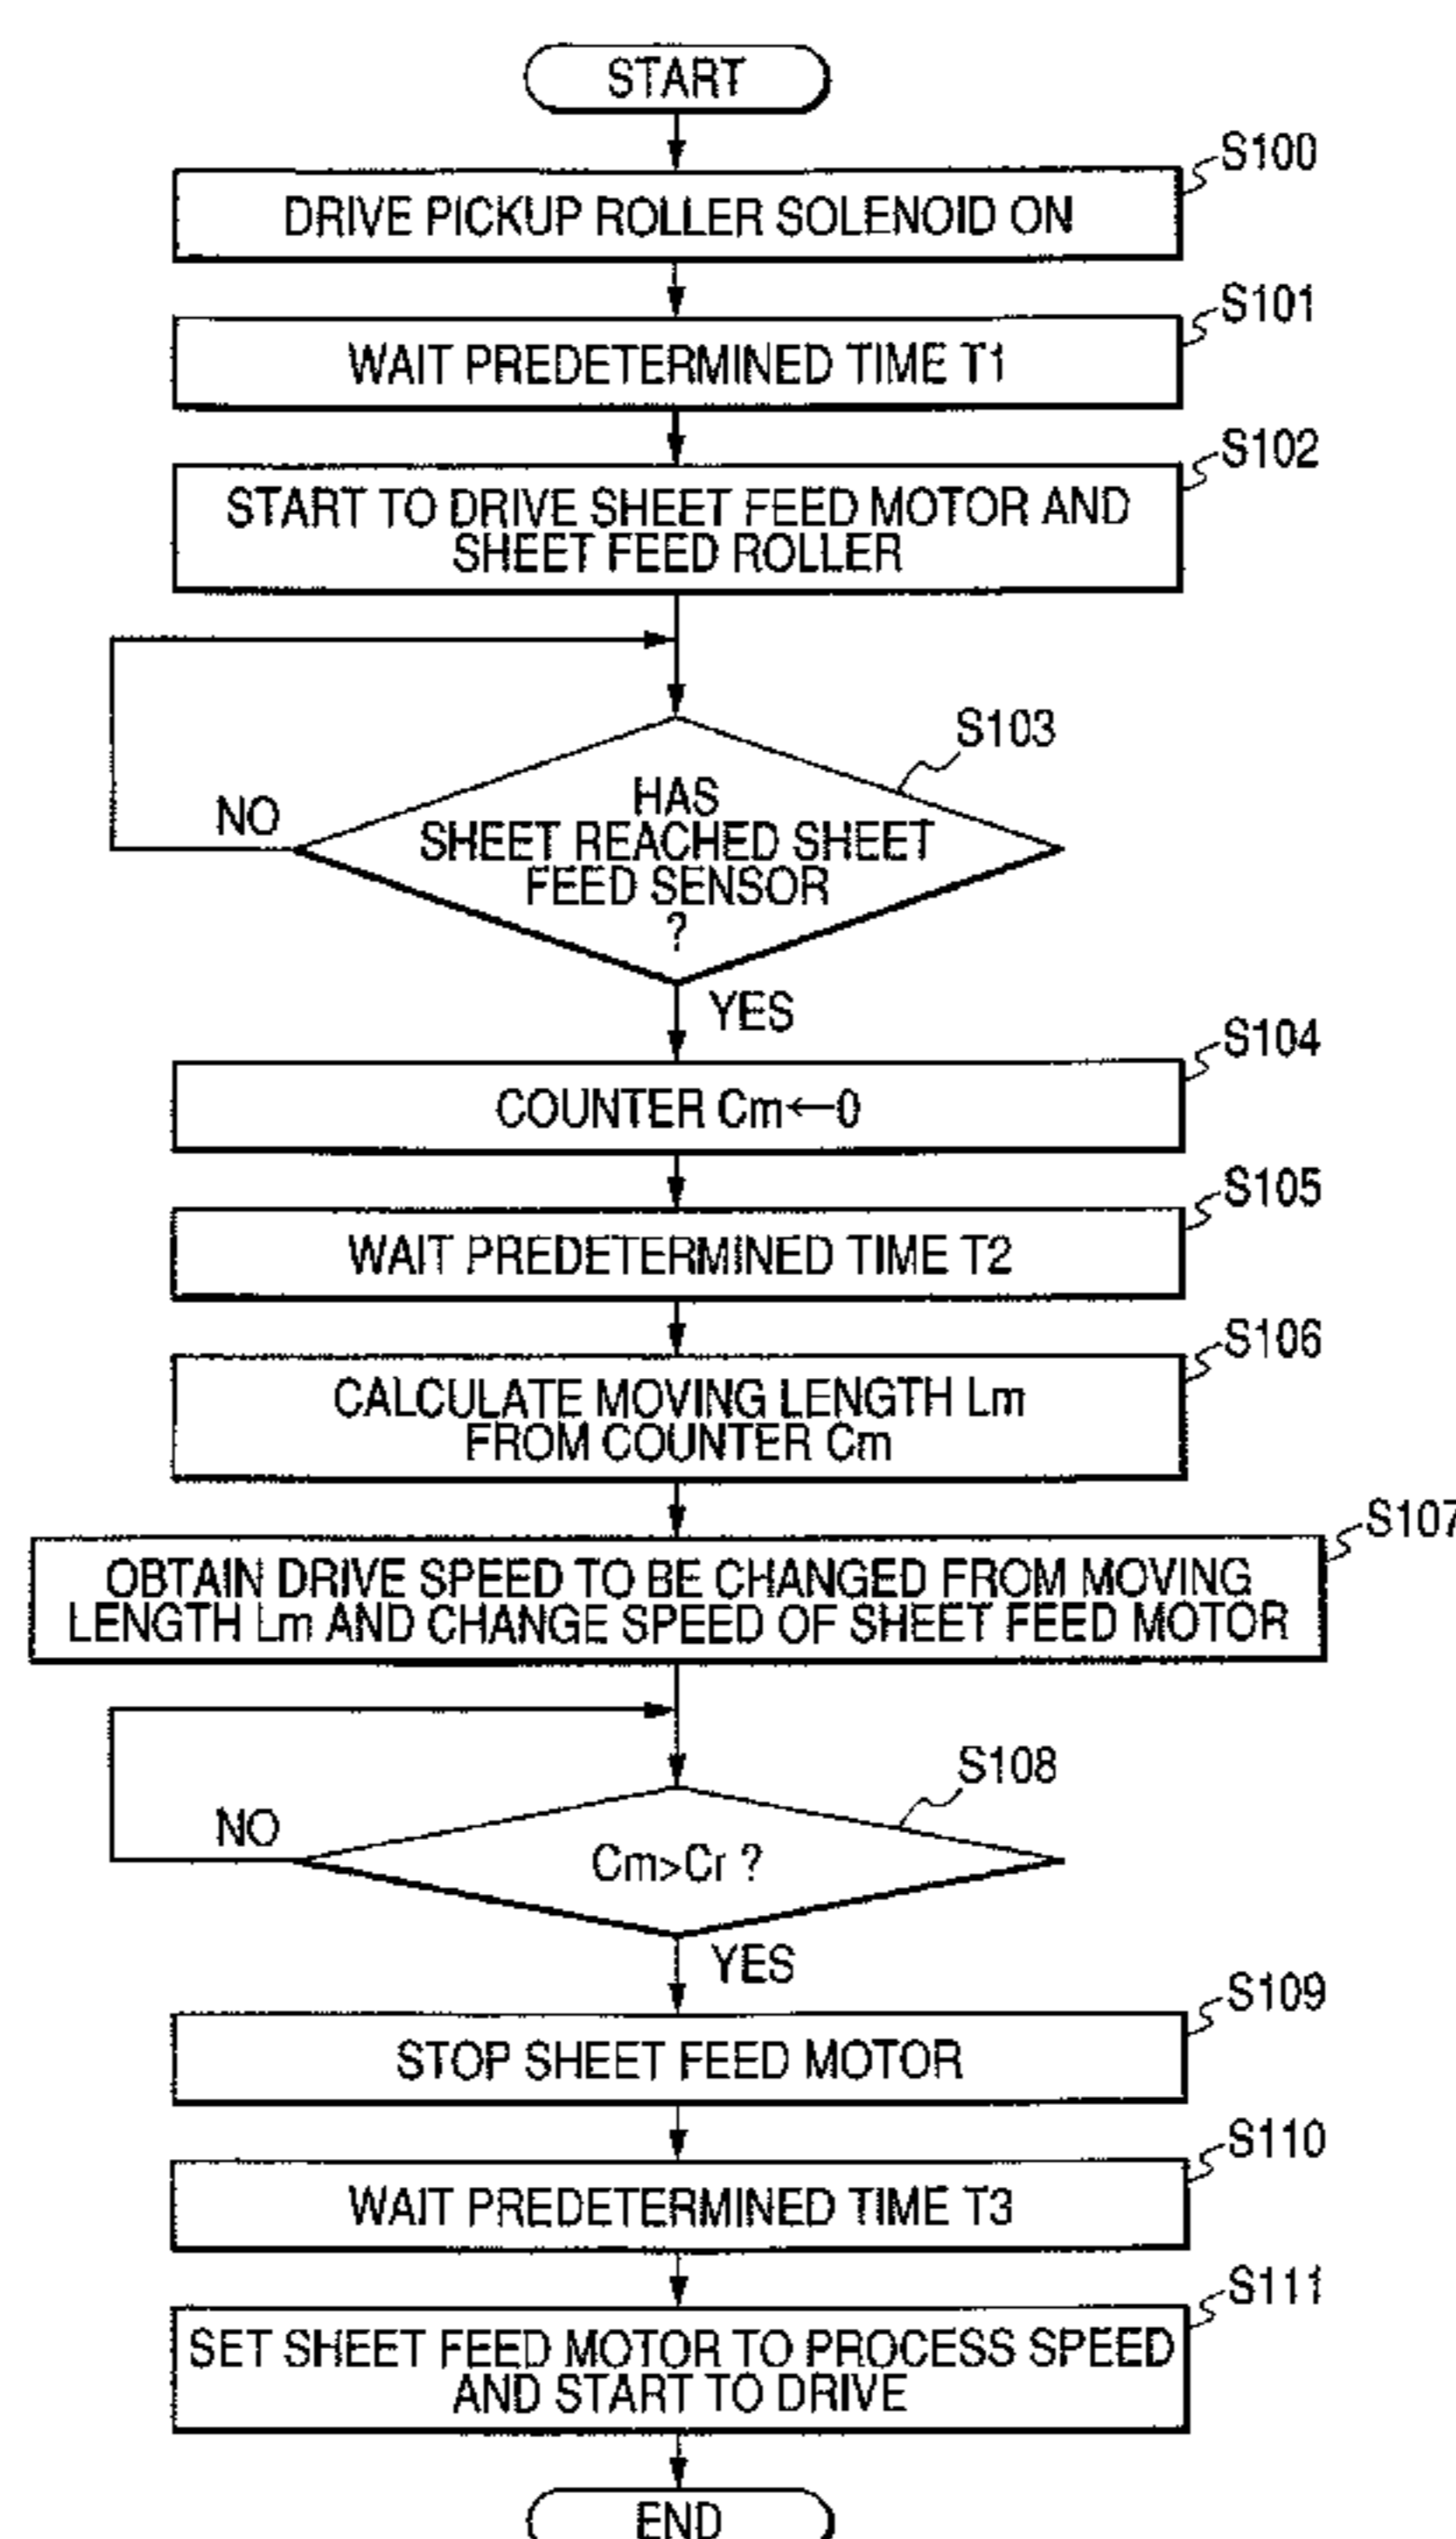 START
S100
DRIVE PICKUP ROLLER SOLENOID ON
S101
WAIT PREDETERMINED TIME T1
S102
START TO DRIVE SHEET FEED MOTOR AND
SHEET FEED ROLLER
S103
HAS
SHEET REACHED SHEET
FEED SENSOR
?
NO
YES
S104
COUNTER Cm←0
S105
WAIT PREDETERMINED TIME T2
S106
CALCULATE MOVING LENGTH Lm
FROM COUNTER Cm
S107
OBTAIN DRIVE SPEED TO BE CHANGED FROM MOVING
LENGTH Lm AND CHANGE SPEED OF SHEET FEED MOTOR
S108
Cm>Cr ?
NO
YES
S109
STOP SHEET FEED MOTOR
S110
WAIT PREDETERMINED TIME T3
S111
SET SHEET FEED MOTOR TO PROCESS SPEED
AND START TO DRIVE
END